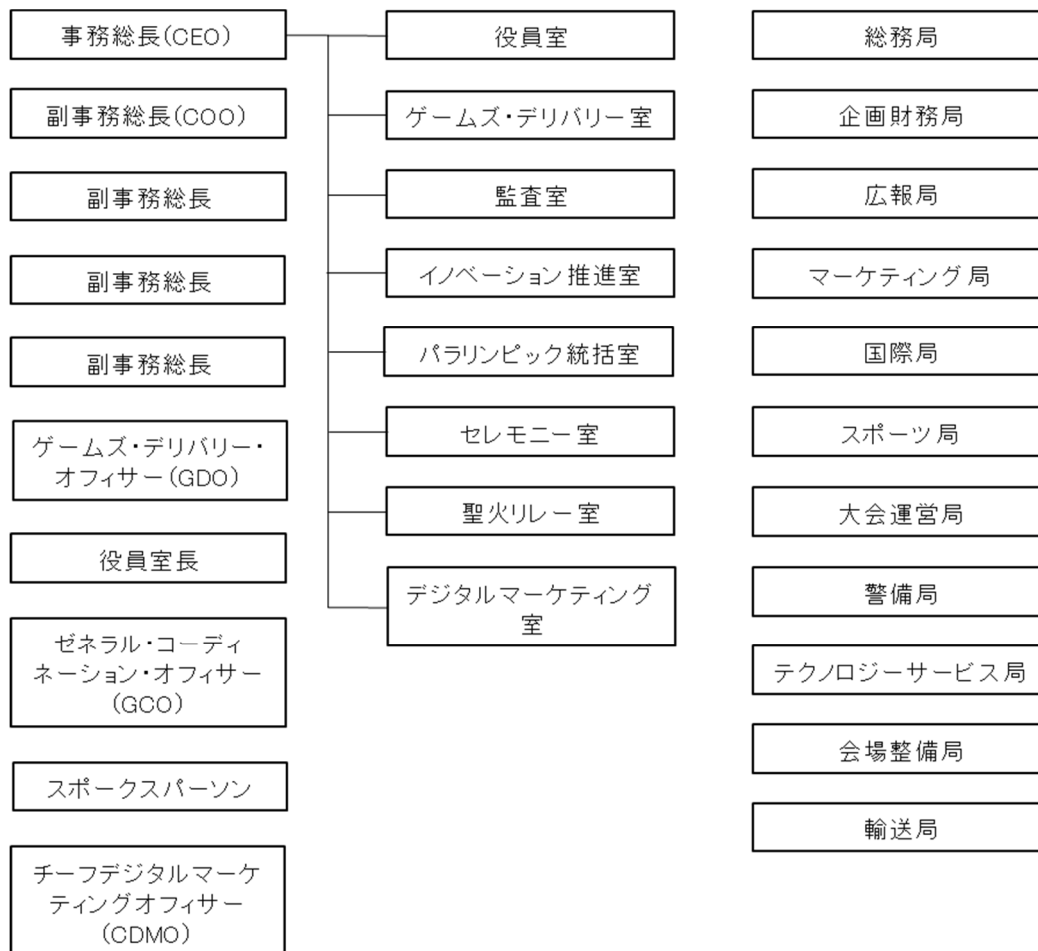 事務総長(CEO)
副事務総長(COO)
副事務総長
副事務総長
副事務総長
ゲームズ・デリバリー・
オフィサー(GDO)
役員室長
ゼネラル・コーディ
ネーション・オフィサー
(GCO)
スポークスパーソン
チーフデジタルマーケ
ティングオフィサー
(CDMO)
役員室
ゲームズ・デリバリー室
監査室
イノベーション推進室
パラリンピック統括室
セレモニー室
聖火リレー室
デジタルマーケティング
室
総務局
企画財務局
広報局
マーケティング局
国際局
スポーツ局
大会運営局
警備局
テクノロジーサービス局
会場整備局
輸送局